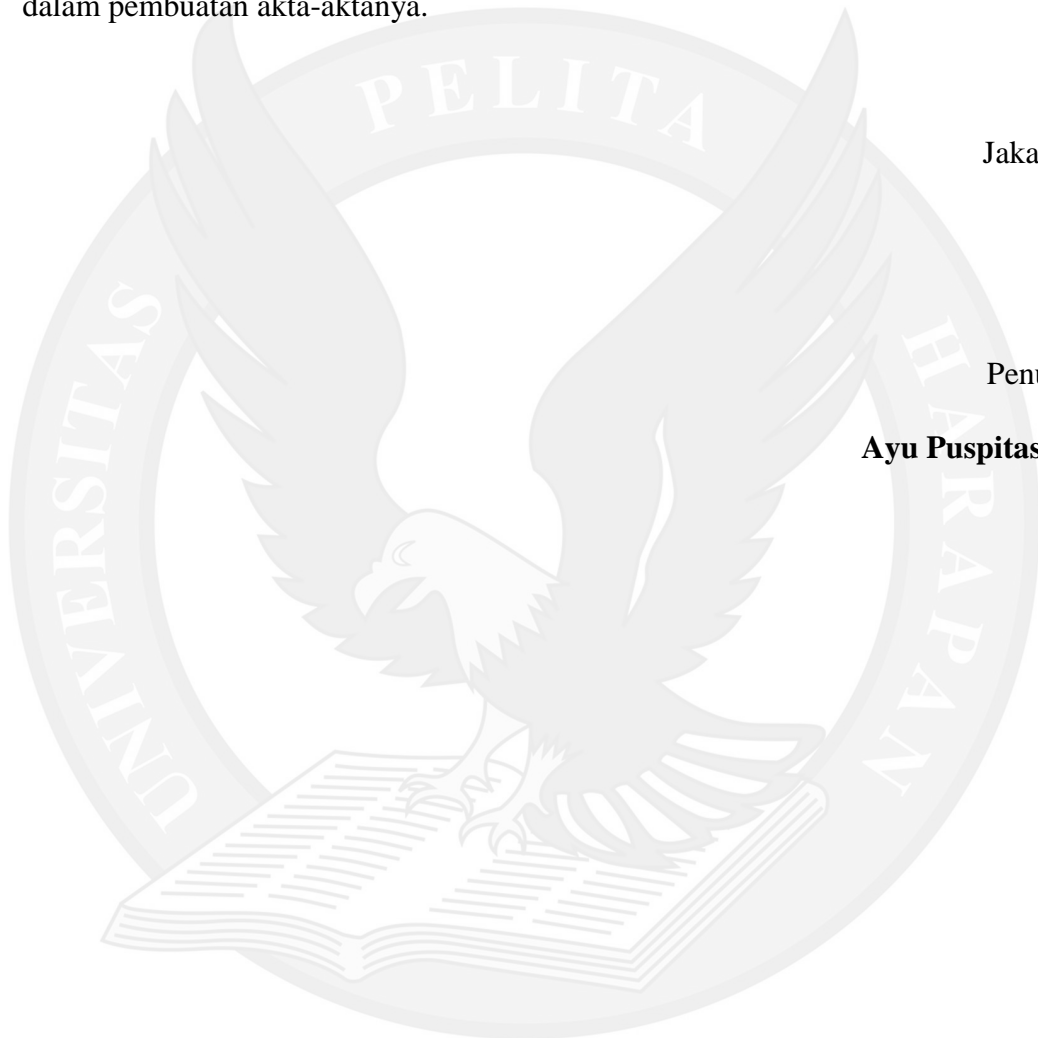 dalam pembuatan akta-aktanya.
PELITA
Jaka
UNIVERSITAS
HARAPAN
Penu
Ayu Puspitas